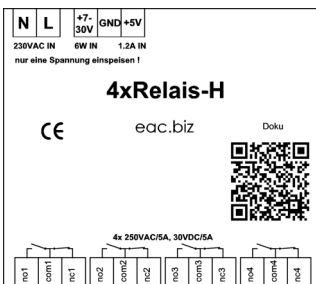 N L +7-30V GND +5V
230VAC IN 6W IN 1.2A IN
nur eine Spannung einspeisen !
4xRelais-H
CE eac.biz Doku
4x 250VAC/5A, 30VDC/5A
no1 com1 nc1 no2 com2 nc2 no3 com3 nc3 no4 com4 nc4